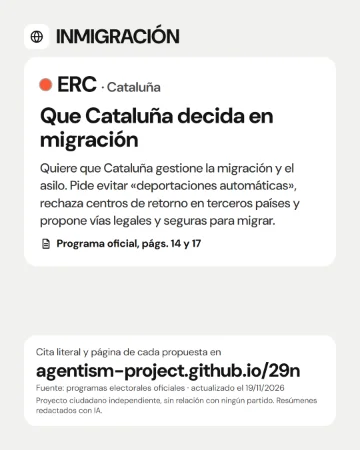 INMIGRACIÓN
ERC · Cataluña
Que Cataluña decida en
migración
Quiere que Cataluña gestione la migración y el
asilo. Pide evitar «deportaciones automáticas»,
rechaza centros de retorno en terceros países y
propone vías legales y seguras para migrar.
Programa oficial, págs. 14 y 17
Cita literal y página de cada propuesta en
agentism-project.github.io/29n
Fuente: programas electorales oficiales · actualizado el 19/11/2026
Proyecto ciudadano independiente, sin relación con ningún partido. Resúmenes
redactados con IA.